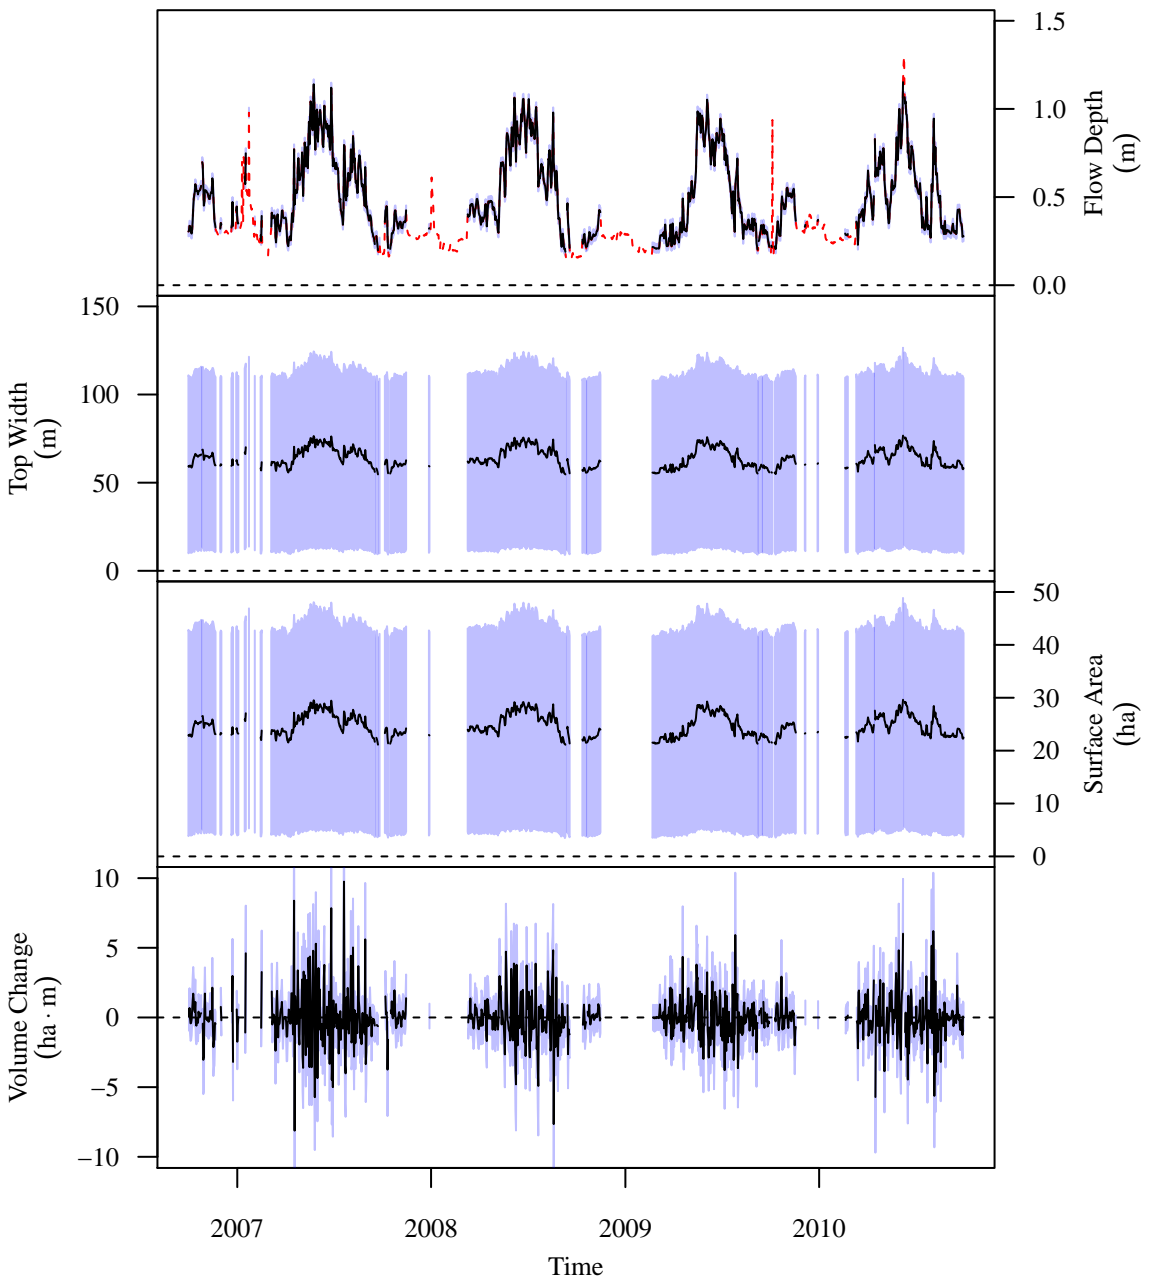 1.5
1.0
0.5
0.0
Flow Depth
(m)
150
100
50
0
Top Width
(m)
50
40
30
20
10
0
Surface Area
(ha)
10
5
0
−5
−10
Volume Change
(ha · m)
2007
2008
2009
2010
Time